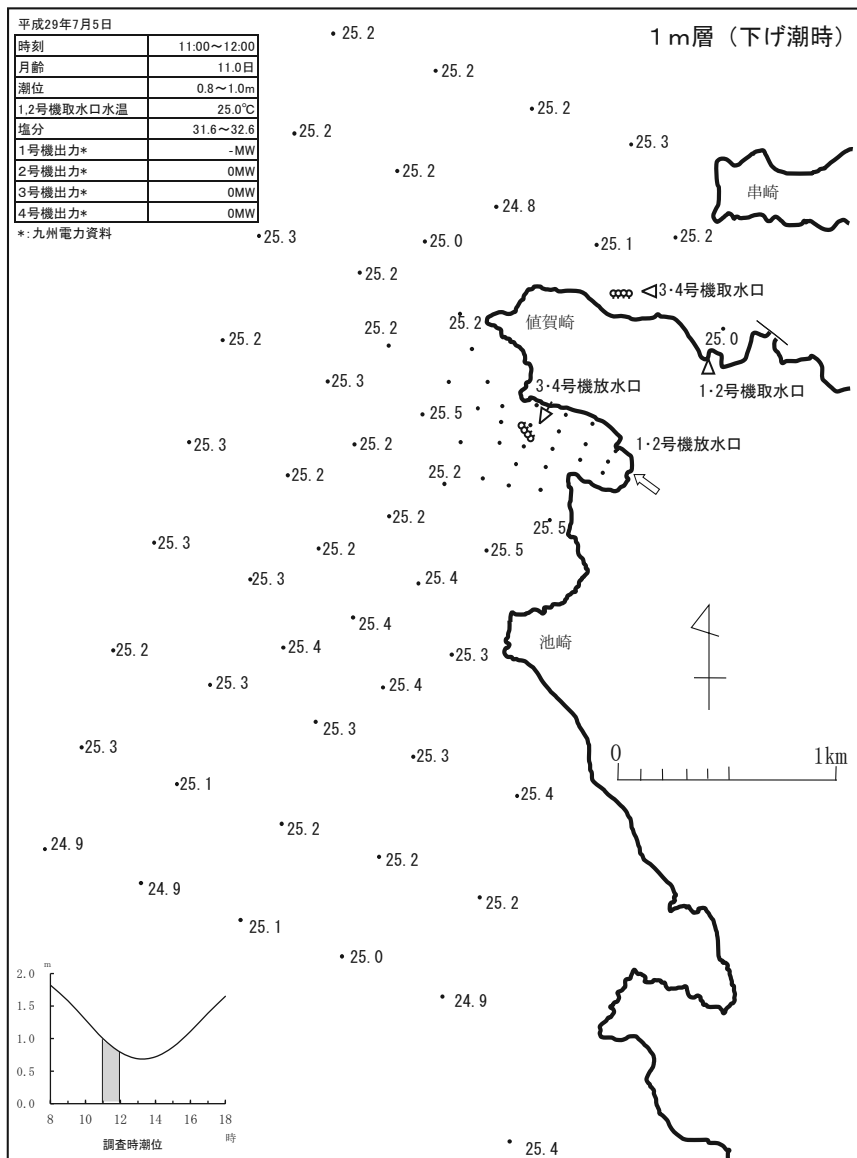 平成29年7月5日
1m層（下げ潮時）
時刻 11:00～12:00
月齢 11.0日
潮位 0.8～1.0m
1,2号機取水口水温 25.0℃
塩分 31.6～32.6
1号機出力* -MW
2号機出力* 0MW
3号機出力* 0MW
4号機出力* 0MW
*:九州電力資料
25.2
25.2
25.2
25.2
25.3
25.2
串崎
24.8
25.3
25.0
25.1
25.2
25.2
3･4号機取水口
25.2
25.2
値賀崎
25.2
25.0
25.3
3･4号機放水口
1･2号機取水口
25.5
25.3
25.2
1･2号機放水口
25.2
25.2
25.2
25.5
25.3
25.2
25.5
25.3
25.4
25.4
池崎
25.2
25.4
25.3
25.3
25.4
25.3
25.3
25.3
0 1km
25.1
25.4
25.2
24.9
25.2
24.9
25.2
25.1
25.0
24.9
m
2.0
1.5
1.0
0.5
0.0
8 10 12 14 16 18
時
調査時潮位
25.4